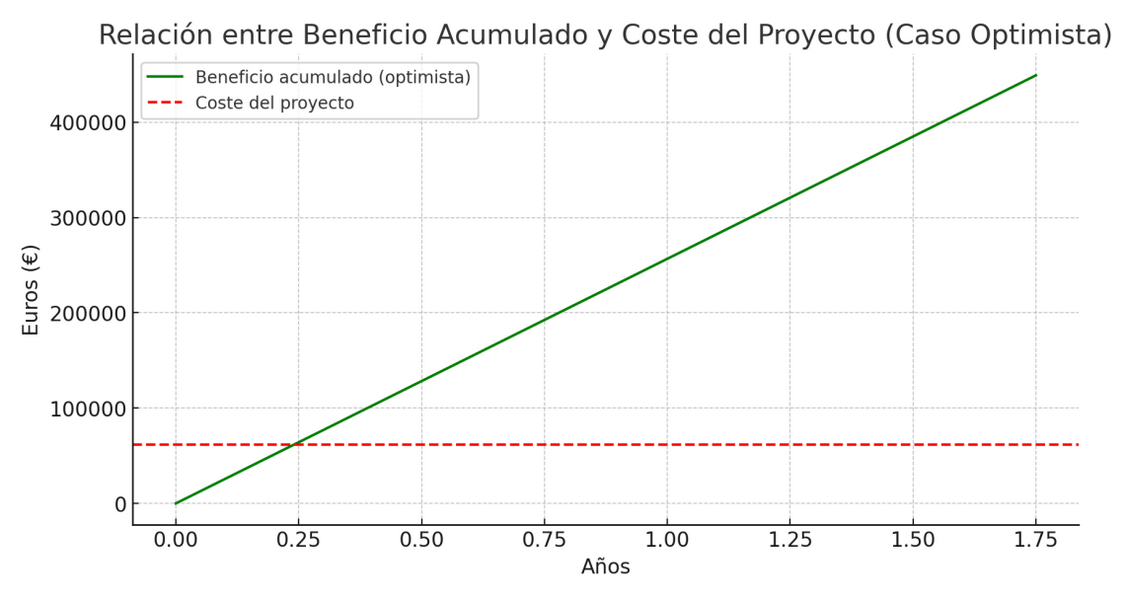 Relación entre Beneficio Acumulado y Coste del Proyecto (Caso Optimista)
Beneficio acumulado (optimista)
Coste del proyecto
Euros (€)
400000
300000
200000
100000
0
0.00 0.25 0.50 0.75 1.00 1.25 1.50 1.75
Años